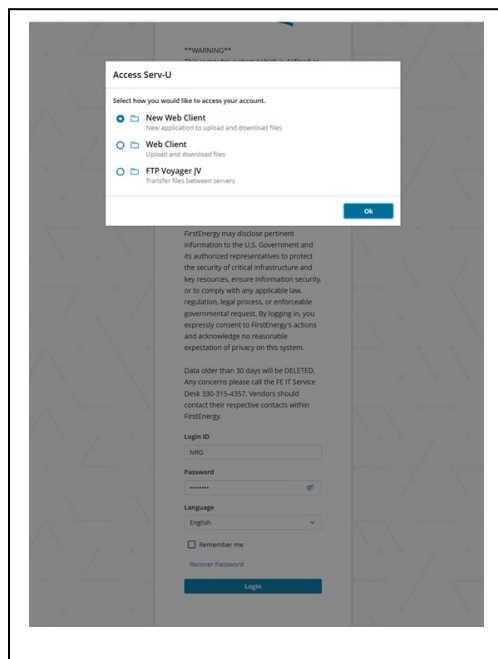 **WARNING**
Access Serv-U
Select how you would like to access your account.
New Web Client
New application to upload and download files
Web Client
Upload and download files
FTP Voyager JV
Transfer files between servers
Ok
FirstEnergy may disclose pertinent
information to the U.S. Government and
its authorized representatives to protect
the security of critical infrastructure and
key resources, ensure information security,
or to comply with any applicable law,
regulation, legal process, or enforceable
governmental request. By logging in, you
expressly consent to FirstEnergy's actions
and acknowledge no reasonable
expectation of privacy on this system.
Data older than 30 days will be DELETED.
Any concerns please call the FE IT Service
Desk 330-315-4357. Vendors should
contact their respective contacts within
FirstEnergy.
Login ID
NRG
Password
Language
English
Remember me
Recover Password
Login